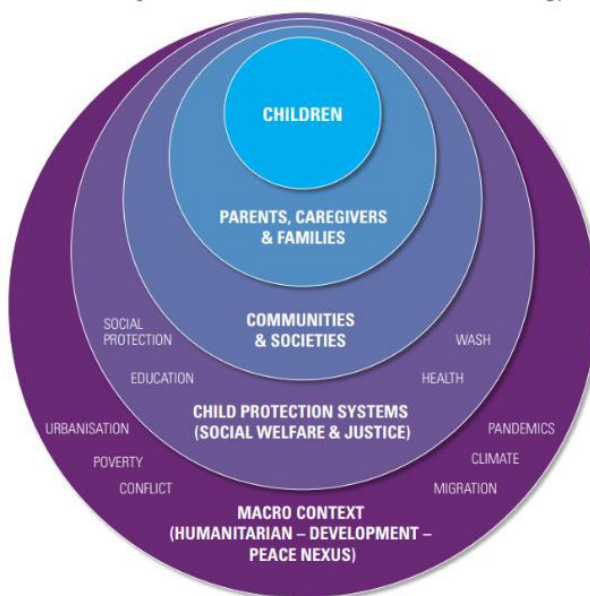 CHILDREN
PARENTS, CAREGIVERS
& FAMILIES
COMMUNITIES
& SOCIETIES
SOCIAL
PROTECTION
WASH
EDUCATION
HEALTH
CHILD PROTECTION SYSTEMS
(SOCIAL WELFARE & JUSTICE)
URBANISATION
PANDEMICS
POVERTY
CLIMATE
CONFLICT
MIGRATION
MACRO CONTEXT
(HUMANITARIAN – DEVELOPMENT –
PEACE NEXUS)